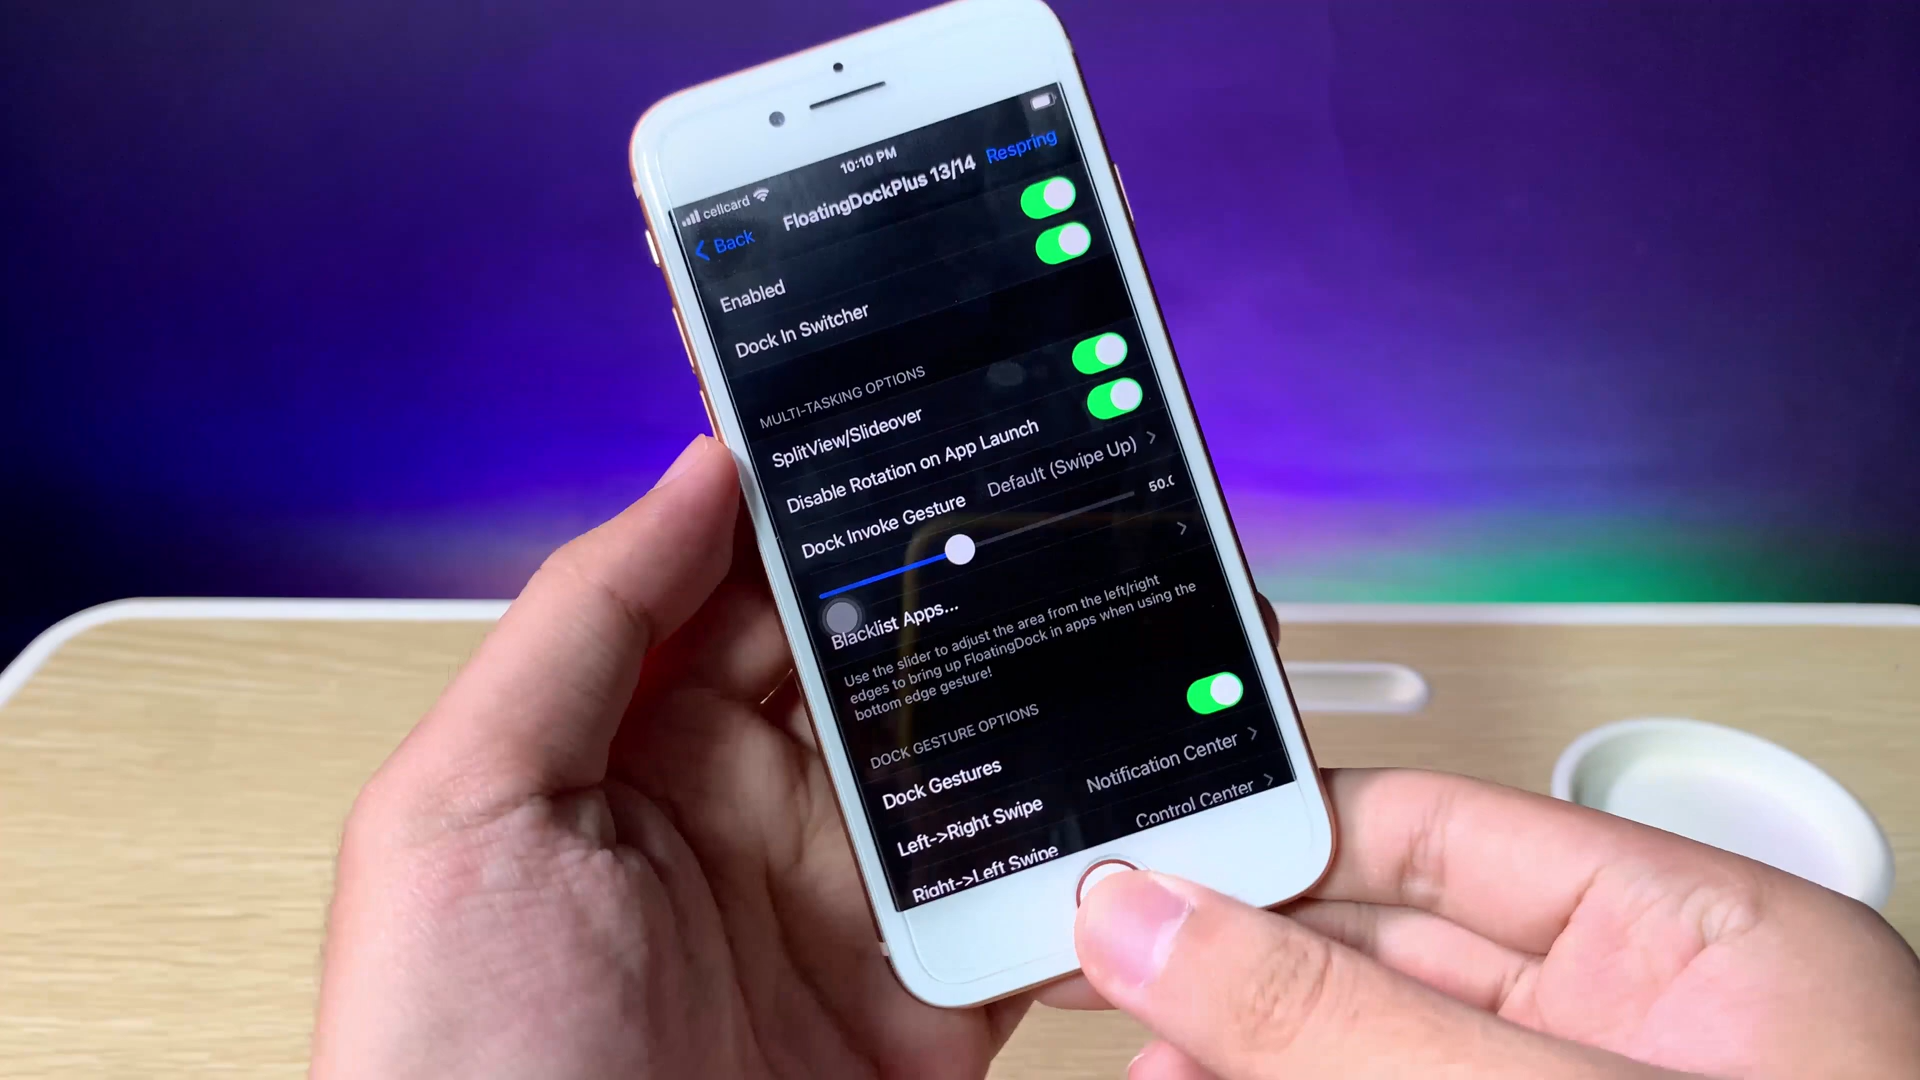 10:10 PM
cellcard
Back
FloatingDockPlus 13/14
Respring
Enabled
Dock In Switcher
MULTI-TASKING OPTIONS
SplitView/Slideover
Disable Rotation on App Launch
Dock Invoke Gesture Default (Swipe Up)
50.0
Blacklist Apps...
Use the slider to adjust the area from the left/right
edges to bring up FloatingDock in apps when using the
bottom edge gesture!
DOCK GESTURE OPTIONS
Dock Gestures
Left->Right Swipe Notification Center
Right->Left Swipe Control Center